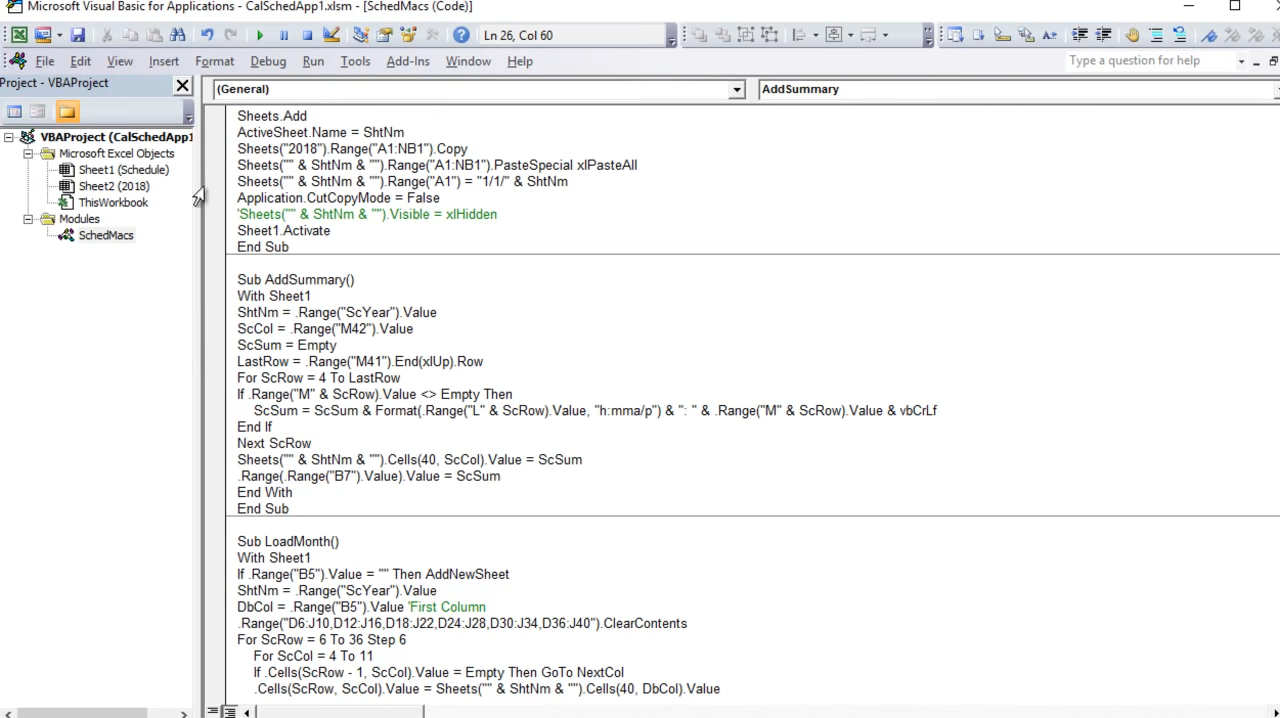 Microsoft Visual Basic for Applications - CalSchedApp1.xlsm - [SchedMacs (Code)]
Ln 26, Col 60
File Edit View Insert Format Debug Run Tools Add-Ins Window Help
Type a question for help
Project - VBAProject
(General)
AddSummary
VBAProject (CalSchedApp1
Microsoft Excel Objects
Sheet1 (Schedule)
Sheet2 (2018)
ThisWorkbook
Modules
SchedMacs
Sheets.Add
ActiveSheet.Name = ShtNm
Sheets("2018").Range("A1:NB1").Copy
Sheets("" & ShtNm & "").Range("A1:NB1").PasteSpecial xlPasteAll
Sheets("" & ShtNm & "").Range("A1") = "1/1/" & ShtNm
Application.CutCopyMode = False
'Sheets("" & ShtNm & "").Visible = xlHidden
Sheet1.Activate
End Sub
Sub AddSummary()
With Sheet1
ShtNm = .Range("ScYear").Value
ScCol = .Range("M42").Value
ScSum = Empty
LastRow = .Range("M41").End(xlUp).Row
For ScRow = 4 To LastRow
If .Range("M" & ScRow).Value <> Empty Then
ScSum = ScSum & Format(.Range("L" & ScRow).Value, "h:mma/p") & ": " & .Range("M" & ScRow).Value & vbCrLf
End If
Next ScRow
Sheets("" & ShtNm & "").Cells(40, ScCol).Value = ScSum
.Range(.Range("B7").Value).Value = ScSum
End With
End Sub
Sub LoadMonth()
With Sheet1
If .Range("B5").Value = "" Then AddNewSheet
ShtNm = .Range("ScYear").Value
DbCol = .Range("B5").Value 'First Column
.Range("D6:J10,D12:J16,D18:J22,D24:J28,D30:J34,D36:J40").ClearContents
For ScRow = 6 To 36 Step 6
For ScCol = 4 To 11
If .Cells(ScRow - 1, ScCol).Value = Empty Then GoTo NextCol
.Cells(ScRow, ScCol).Value = Sheets("" & ShtNm & "").Cells(40, DbCol).Value